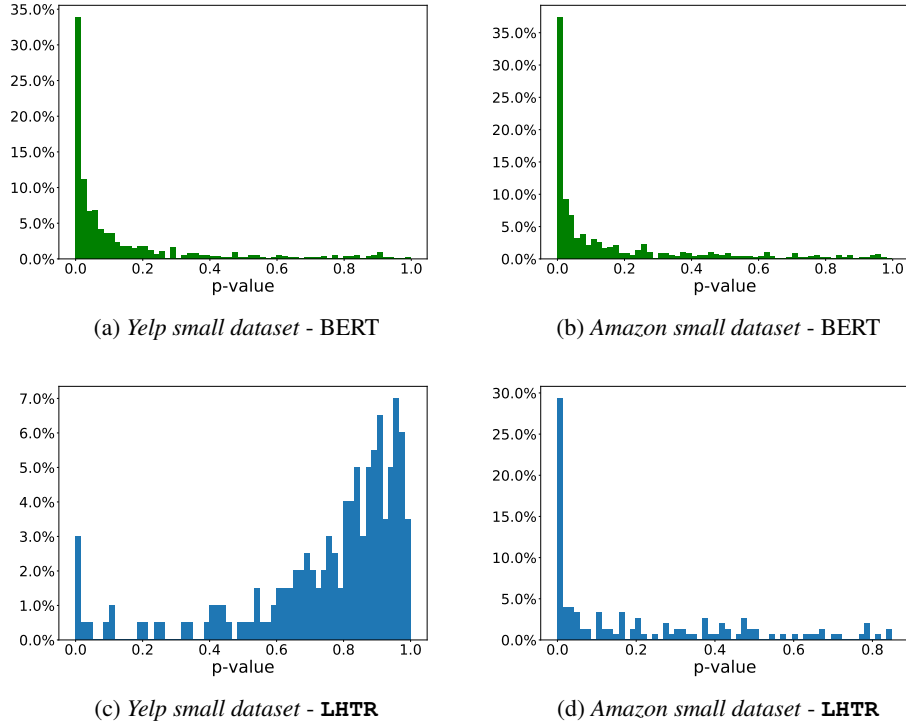 35.0%
30.0%
25.0%
20.0%
15.0%
10.0%
5.0%
0.0%
0.0 0.2 0.4 0.6 0.8 1.0
p-value
(a) Yelp small dataset - BERT
35.0%
30.0%
25.0%
20.0%
15.0%
10.0%
5.0%
0.0%
0.0 0.2 0.4 0.6 0.8 1.0
p-value
(b) Amazon small dataset - BERT
7.0%
6.0%
5.0%
4.0%
3.0%
2.0%
1.0%
0.0%
0.0 0.2 0.4 0.6 0.8 1.0
p-value
(c) Yelp small dataset - LHTR
30.0%
25.0%
20.0%
15.0%
10.0%
5.0%
0.0%
0.0 0.2 0.4 0.6 0.8
p-value
(d) Amazon small dataset - LHTR